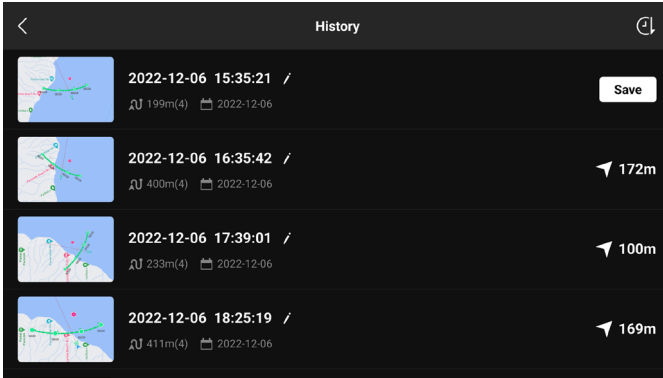 History
2022-12-06 15:35:21
199m(4) 2022-12-06
Save
2022-12-06 16:35:42
400m(4) 2022-12-06
172m
2022-12-06 17:39:01
233m(4) 2022-12-06
100m
2022-12-06 18:25:19
411m(4) 2022-12-06
169m